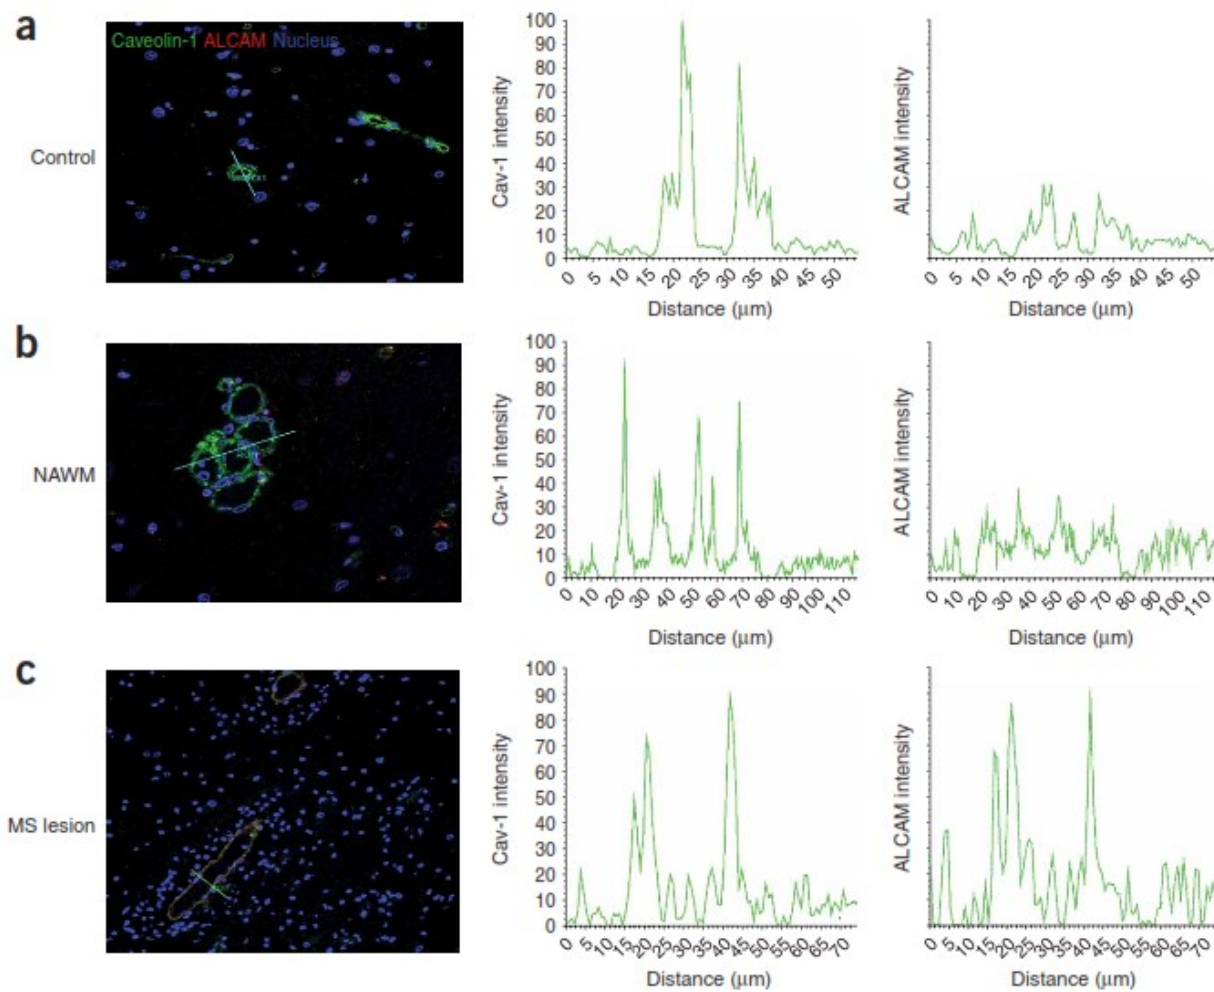 a
Control
Caveolin-1 ALCAM Nucleus
Cav-1 intensity
100
90
80
70
60
50
40
30
20
10
0
0 5 10 15 20 25 30 35 40 45 50
Distance (µm)
ALCAM intensity
0 5 10 15 20 25 30 35 40 45 50
Distance (µm)
b
NAWM
Cav-1 intensity
100
90
80
70
60
50
40
30
20
10
0
0 10 20 30 40 50 60 70 80 90 100 110
Distance (µm)
ALCAM intensity
0 10 20 30 40 50 60 70 80 90 100 110
Distance (µm)
c
MS lesion
Cav-1 intensity
100
90
80
70
60
50
40
30
20
10
0
0 5 10 15 20 25 30 35 40 45 50 55 60 65 70
Distance (µm)
ALCAM intensity
0 5 10 15 20 25 30 35 40 45 50 55 60 65 70
Distance (µm)